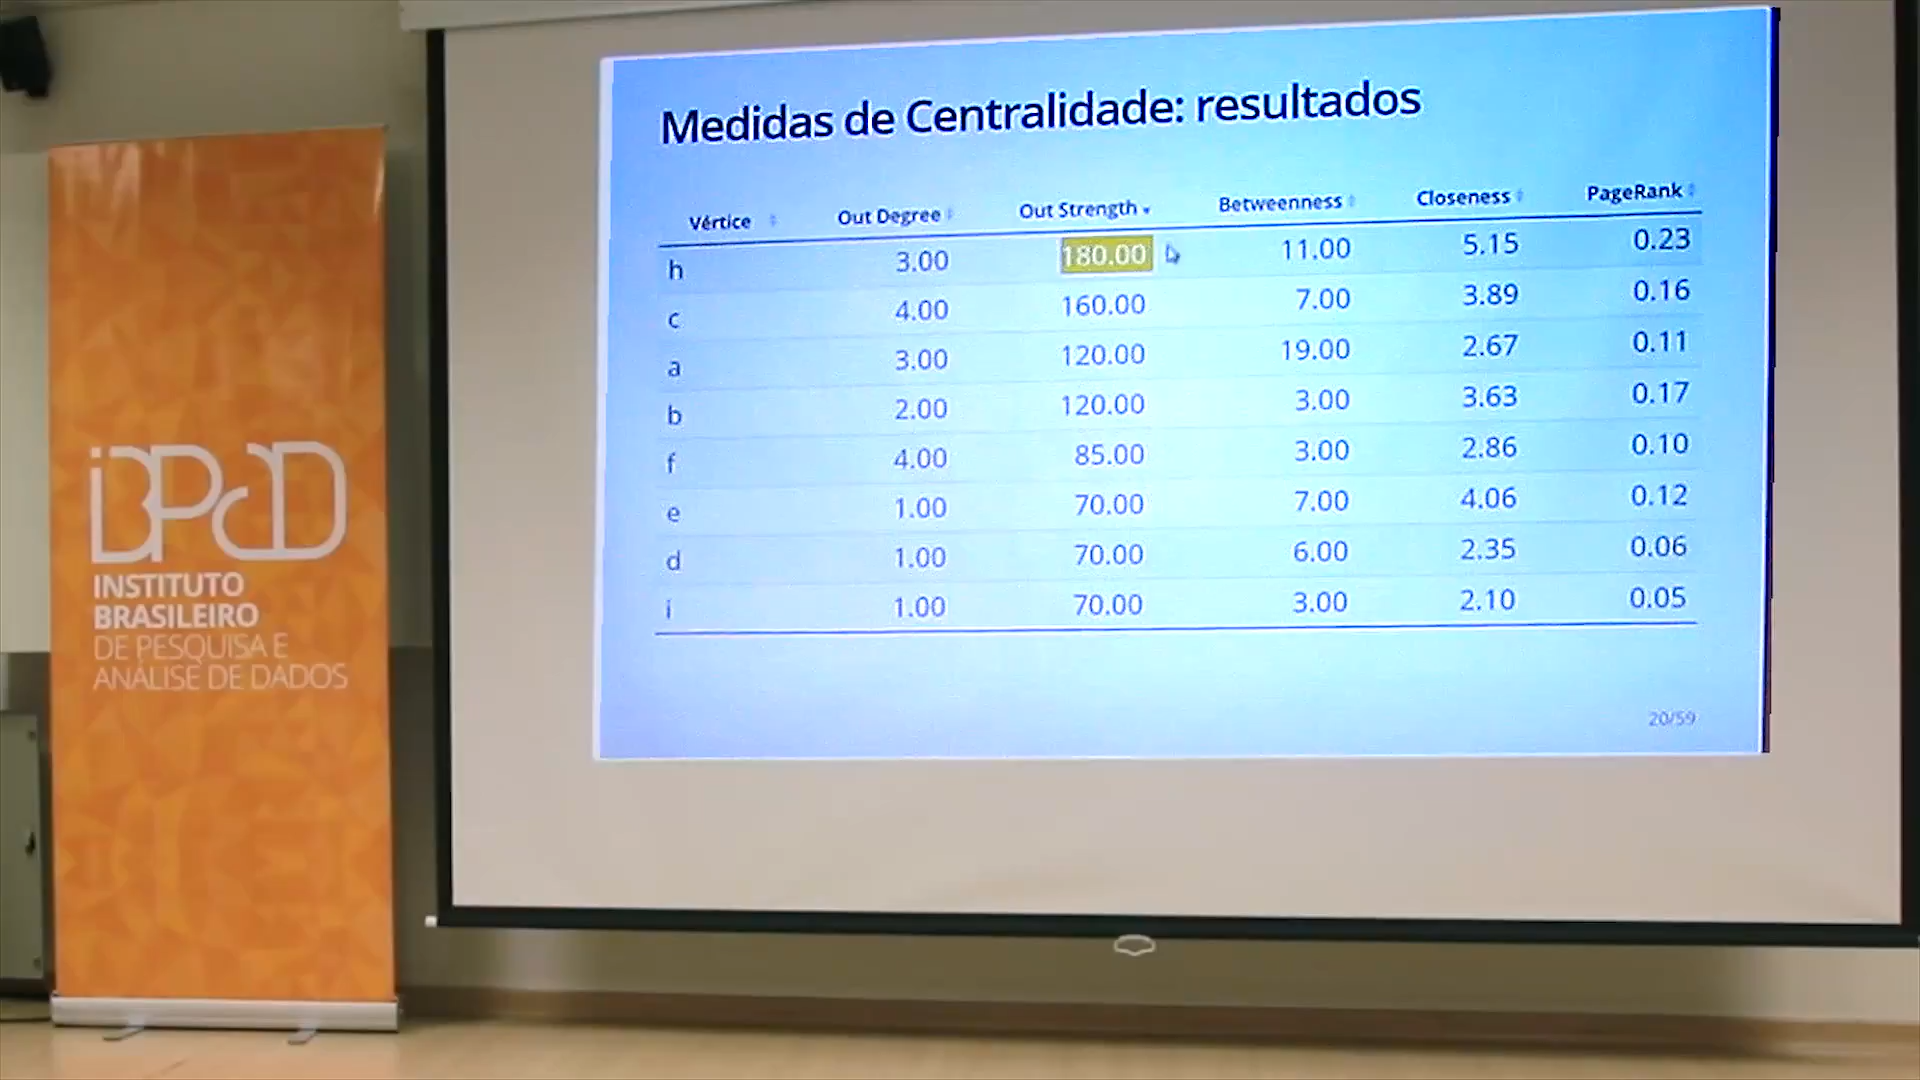 Medidas de Centralidade: resultados
Vértice Out Degree Out Strength Betweenness Closeness PageRank
h 3.00 180.00 11.00 5.15 0.23
c 4.00 160.00 7.00 3.89 0.16
a 3.00 120.00 19.00 2.67 0.11
b 2.00 120.00 3.00 3.63 0.17
f 4.00 85.00 3.00 2.86 0.10
e 1.00 70.00 7.00 4.06 0.12
d 1.00 70.00 6.00 2.35 0.06
i 1.00 70.00 3.00 2.10 0.05
20/59
iBPaD
INSTITUTO
BRASILEIRO
DE PESQUISA E
ANÁLISE DE DADOS